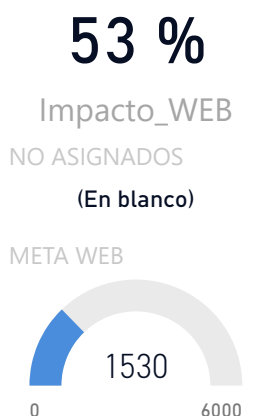 53 %
Impacto_WEB
NO ASIGNADOS
(En blanco)
META WEB
1530
0 6000